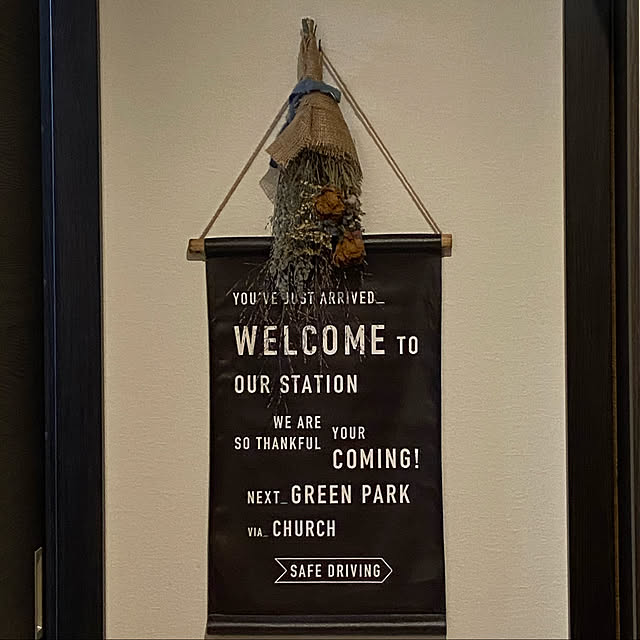 YOU'VE JUST ARRIVED_
WELCOME TO
OUR STATION
WE ARE
SO THANKFUL
YOUR
COMING!
NEXT_ GREEN PARK
VIA_ CHURCH
SAFE DRIVING